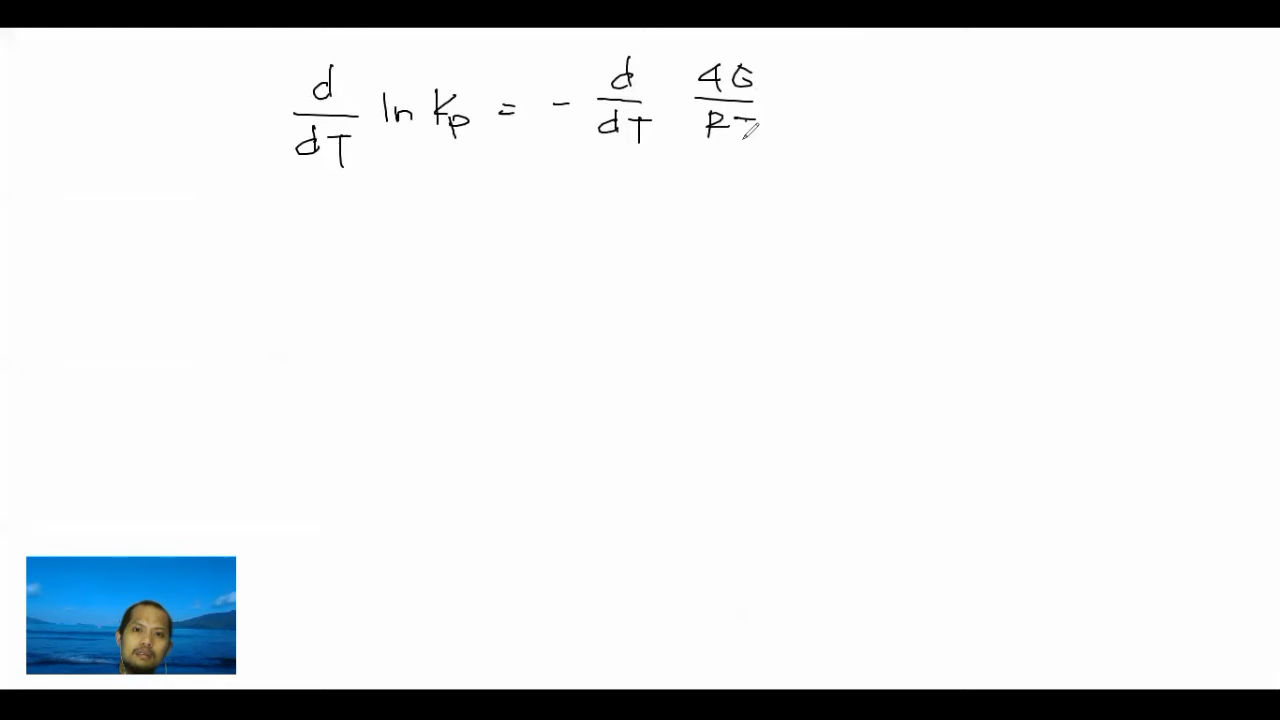 d/dT ln Kp = - d/dT ΔG/RT